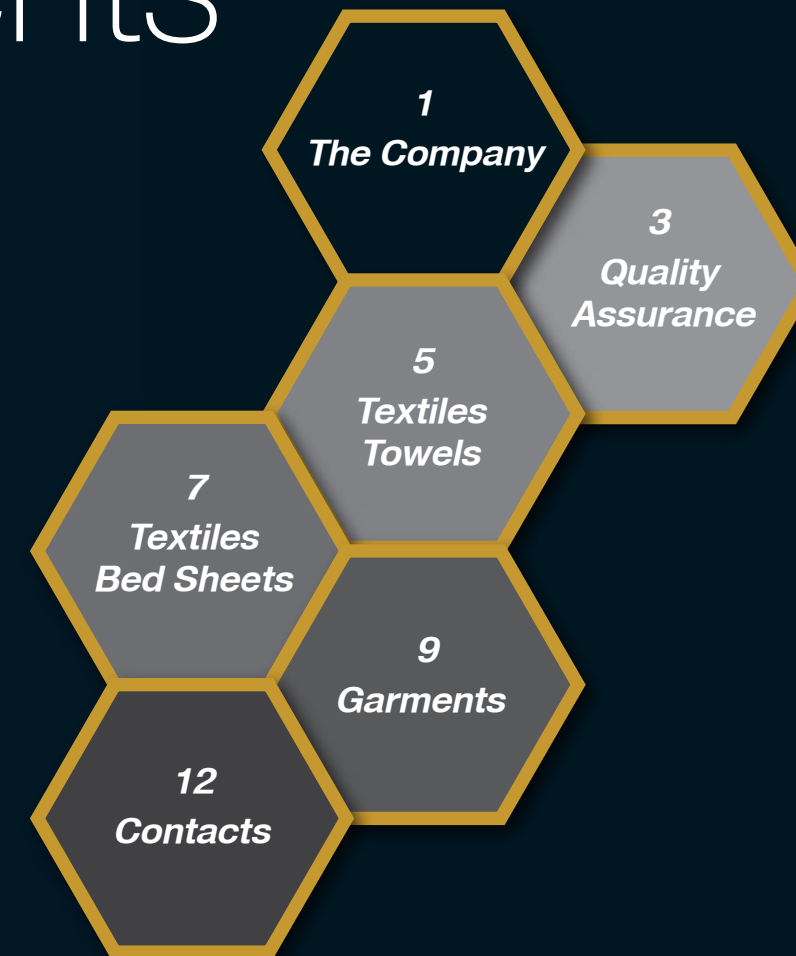 1
The Company
3
Quality
Assurance
5
Textiles
Towels
7
Textiles
Bed Sheets
9
Garments
12
Contacts